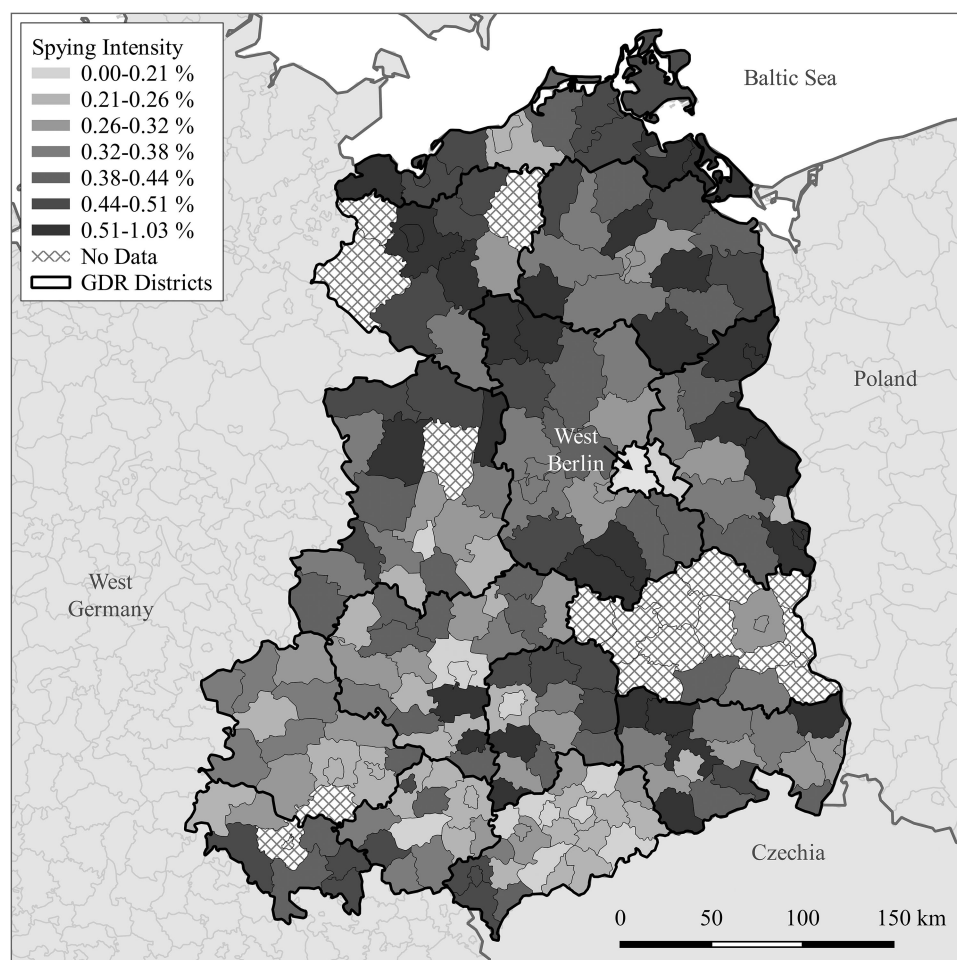 Spying Intensity
0.00-0.21 %
0.21-0.26 %
0.26-0.32 %
0.32-0.38 %
0.38-0.44 %
0.44-0.51 %
0.51-1.03 %
No Data
GDR Districts
Baltic Sea
Poland
West
Berlin
West
Germany
Czechia
0 50 100 150 km